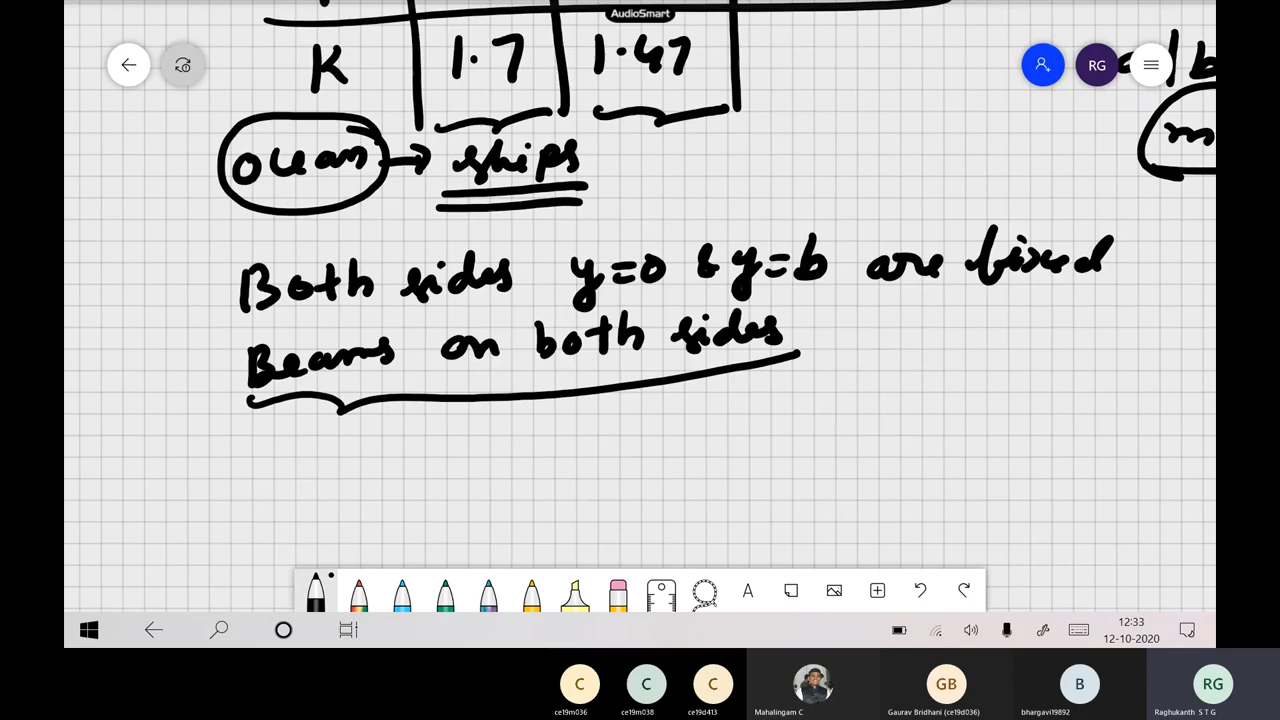 AudioSmart
K 1.7 1.47
RG
ocean → ships
Both sides y=0 & y=b are fixed
Beams on both sides
A
12:33
12-10-2020
C
C
C
GB
B
RG
ce19m036
ce19m038
ce19d413
Mahalingam C
Gaurav Bridhani (ce19d036)
bhargavi19892
Raghukanth S T G